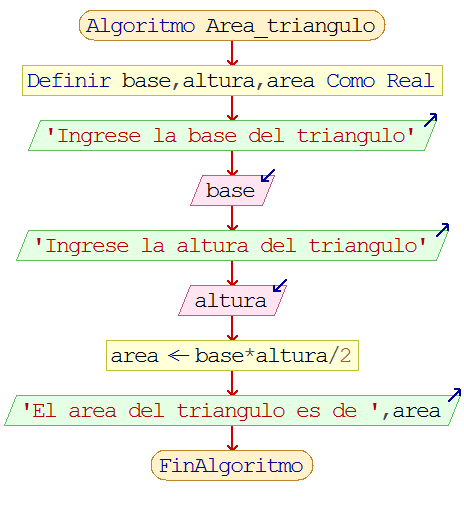 Algoritmo Area_triangulo
Definir base,altura,area Como Real
'Ingrese la base del triangulo'
base
'Ingrese la altura del triangulo'
altura
area ← base*altura/2
'El area del triangulo es de ',area
FinAlgoritmo